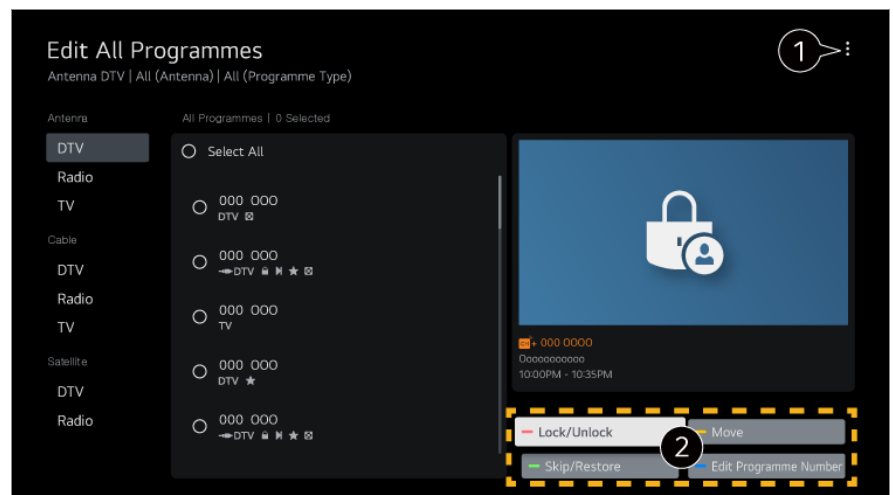 Edit All Programmes
1
Antenna DTV | All (Antenna) | All (Programme Type)
Antenna
DTV
Radio
TV
Cable
DTV
Radio
TV
Satellite
DTV
Radio
All Programmes | 0 Selected
Select All
000 000
DTV
000 000
DTV
000 000
TV
000 000
DTV
000 000
DTV
CH+ 000 0000
Ooooooooooo
10:00PM - 10:35PM
Lock/Unlock
Move
2
Skip/Restore
Edit Programme Number